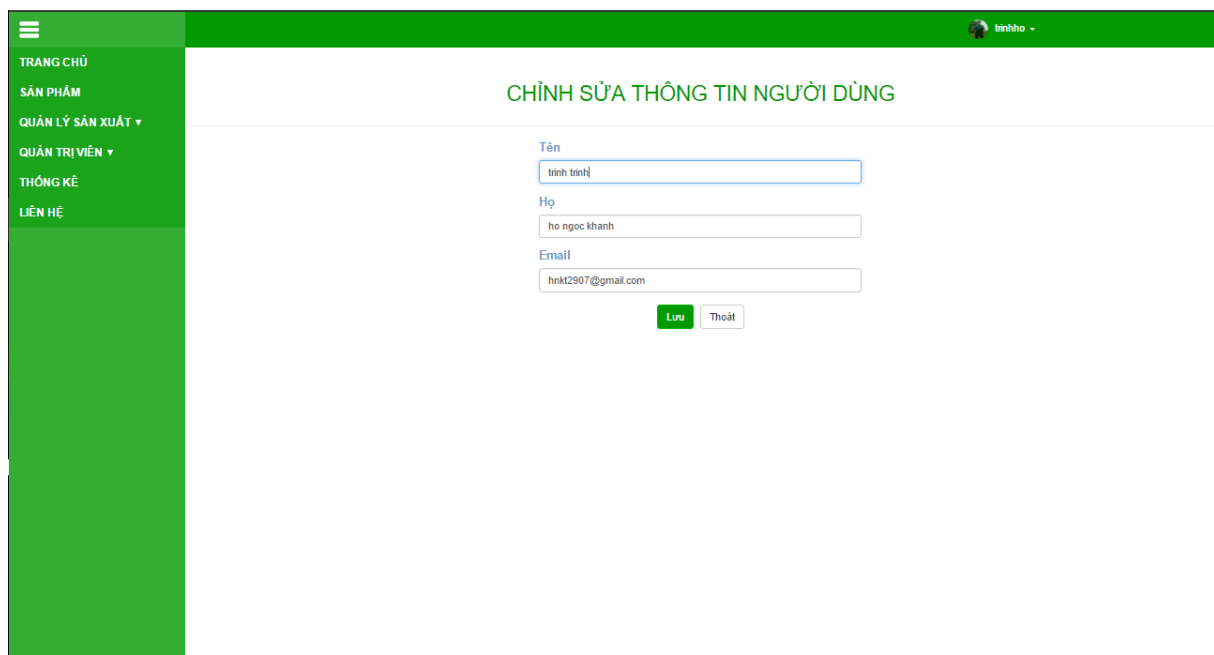 trinhho
TRANG CHỦ
SẢN PHẨM
QUẢN LÝ SẢN XUẤT ▾
QUẢN TRỊ VIÊN ▾
THỐNG KÊ
LIÊN HỆ
CHỈNH SỬA THÔNG TIN NGƯỜI DÙNG
Tên
trinh trinh
Họ
ho ngoc khanh
Email
hnkt2907@gmail.com
Lưu Thoát